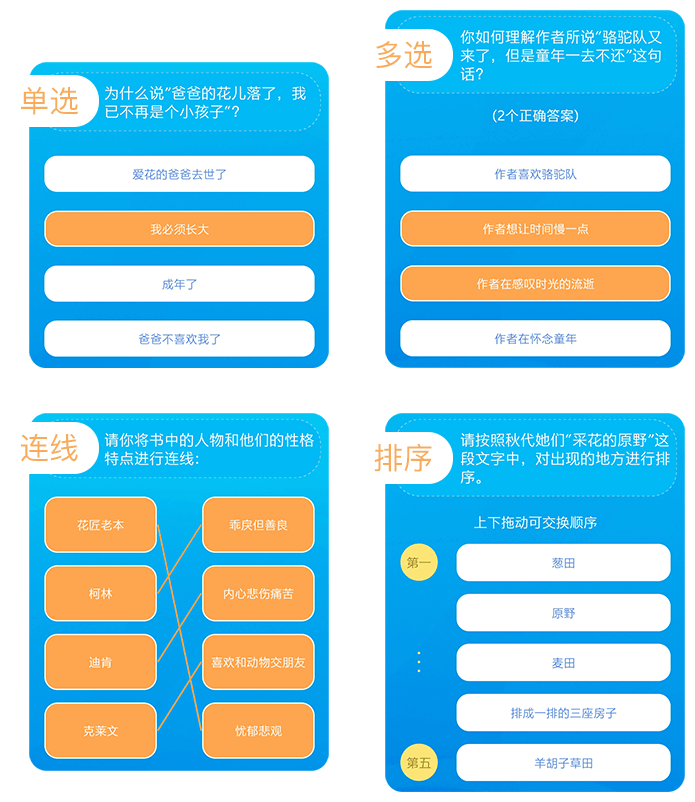 单选
为什么说“爸爸的花儿落了，我
已不再是个小孩子”？
爱花的爸爸去世了
我必须长大
成年了
爸爸不喜欢我了
多选
你如何理解作者所说“骆驼队又
来了，但是童年一去不还”这句
话？
(2个正确答案)
作者喜欢骆驼队
作者想让时间慢一点
作者在感叹时光的流逝
作者在怀念童年
连线
请你将书中的人物和他们的性格
特点进行连线：
花匠老本
乖戾但善良
柯林
内心悲伤痛苦
迪肯
喜欢和动物交朋友
克莱文
忧郁悲观
排序
请按照秋代她们“采花的原野”这
段文字中，对出现的地方进行排
序。
上下拖动可交换顺序
第一
葱田
原野
麦田
排成一排的三座房子
第五
羊胡子草田